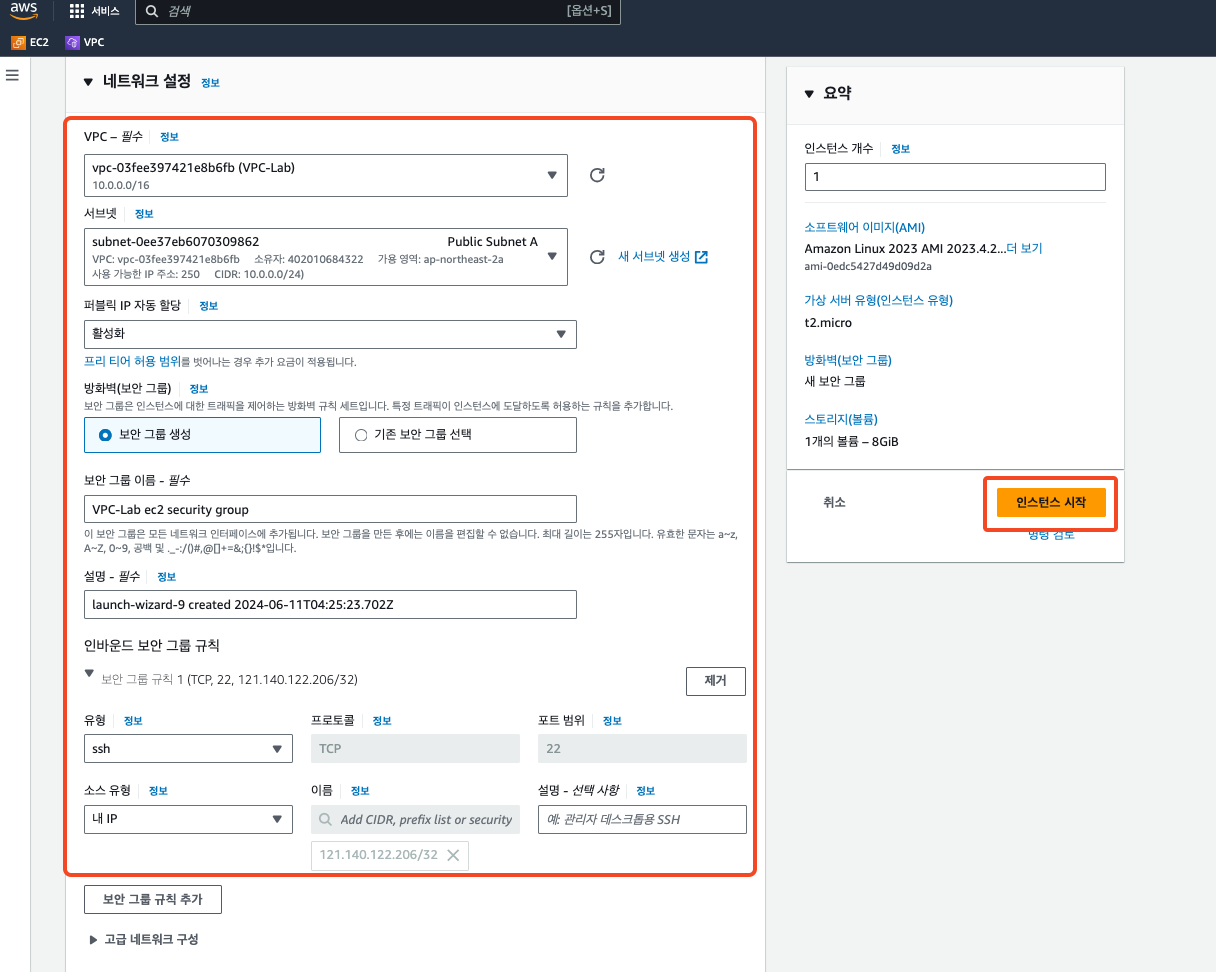 aws
서비스
검색
[옵션+S]
EC2
VPC
네트워크 설정 정보
VPC – 필수 정보
vpc-03fee397421e8b6fb (VPC-Lab)
10.0.0.0/16
서브넷 정보
subnet-0ee37eb6070309862 Public Subnet A
VPC: vpc-03fee397421e8b6fb 소유자: 402010684322 가용 영역: ap-northeast-2a
사용 가능한 IP 주소: 250 CIDR: 10.0.0.0/24)
새 서브넷 생성
퍼블릭 IP 자동 할당 정보
활성화
프리 티어 허용 범위를 벗어나는 경우 추가 요금이 적용됩니다.
방화벽(보안 그룹) 정보
보안 그룹은 인스턴스에 대한 트래픽을 제어하는 방화벽 규칙 세트입니다. 특정 트래픽이 인스턴스에 도달하도록 허용하는 규칙을 추가합니다.
보안 그룹 생성
기존 보안 그룹 선택
보안 그룹 이름 - 필수
VPC-Lab ec2 security group
이 보안 그룹은 모든 네트워크 인터페이스에 추가됩니다. 보안 그룹을 만든 후에는 이름을 편집할 수 없습니다. 최대 길이는 255자입니다. 유효한 문자는 a~z,
A~Z, 0~9, 공백 및 ._-:/()#,@[]+=&;{}!$*입니다.
설명 - 필수 정보
launch-wizard-9 created 2024-06-11T04:25:23.702Z
인바운드 보안 그룹 규칙
보안 그룹 규칙 1 (TCP, 22, 121.140.122.206/32)
제거
유형 정보
프로토콜 정보
포트 범위 정보
ssh
TCP
22
소스 유형 정보
이름 정보
설명 - 선택 사항 정보
내 IP
Add CIDR, prefix list or security
예: 관리자 데스크톱용 SSH
121.140.122.206/32
보안 그룹 규칙 추가
고급 네트워크 구성
요약
인스턴스 개수 정보
1
소프트웨어 이미지(AMI)
Amazon Linux 2023 AMI 2023.4.2...더 보기
ami-0edc5427d49d09d2a
가상 서버 유형(인스턴스 유형)
t2.micro
방화벽(보안 그룹)
새 보안 그룹
스토리지(볼륨)
1개의 볼륨 – 8GiB
취소
인스턴스 시작
명령 검토